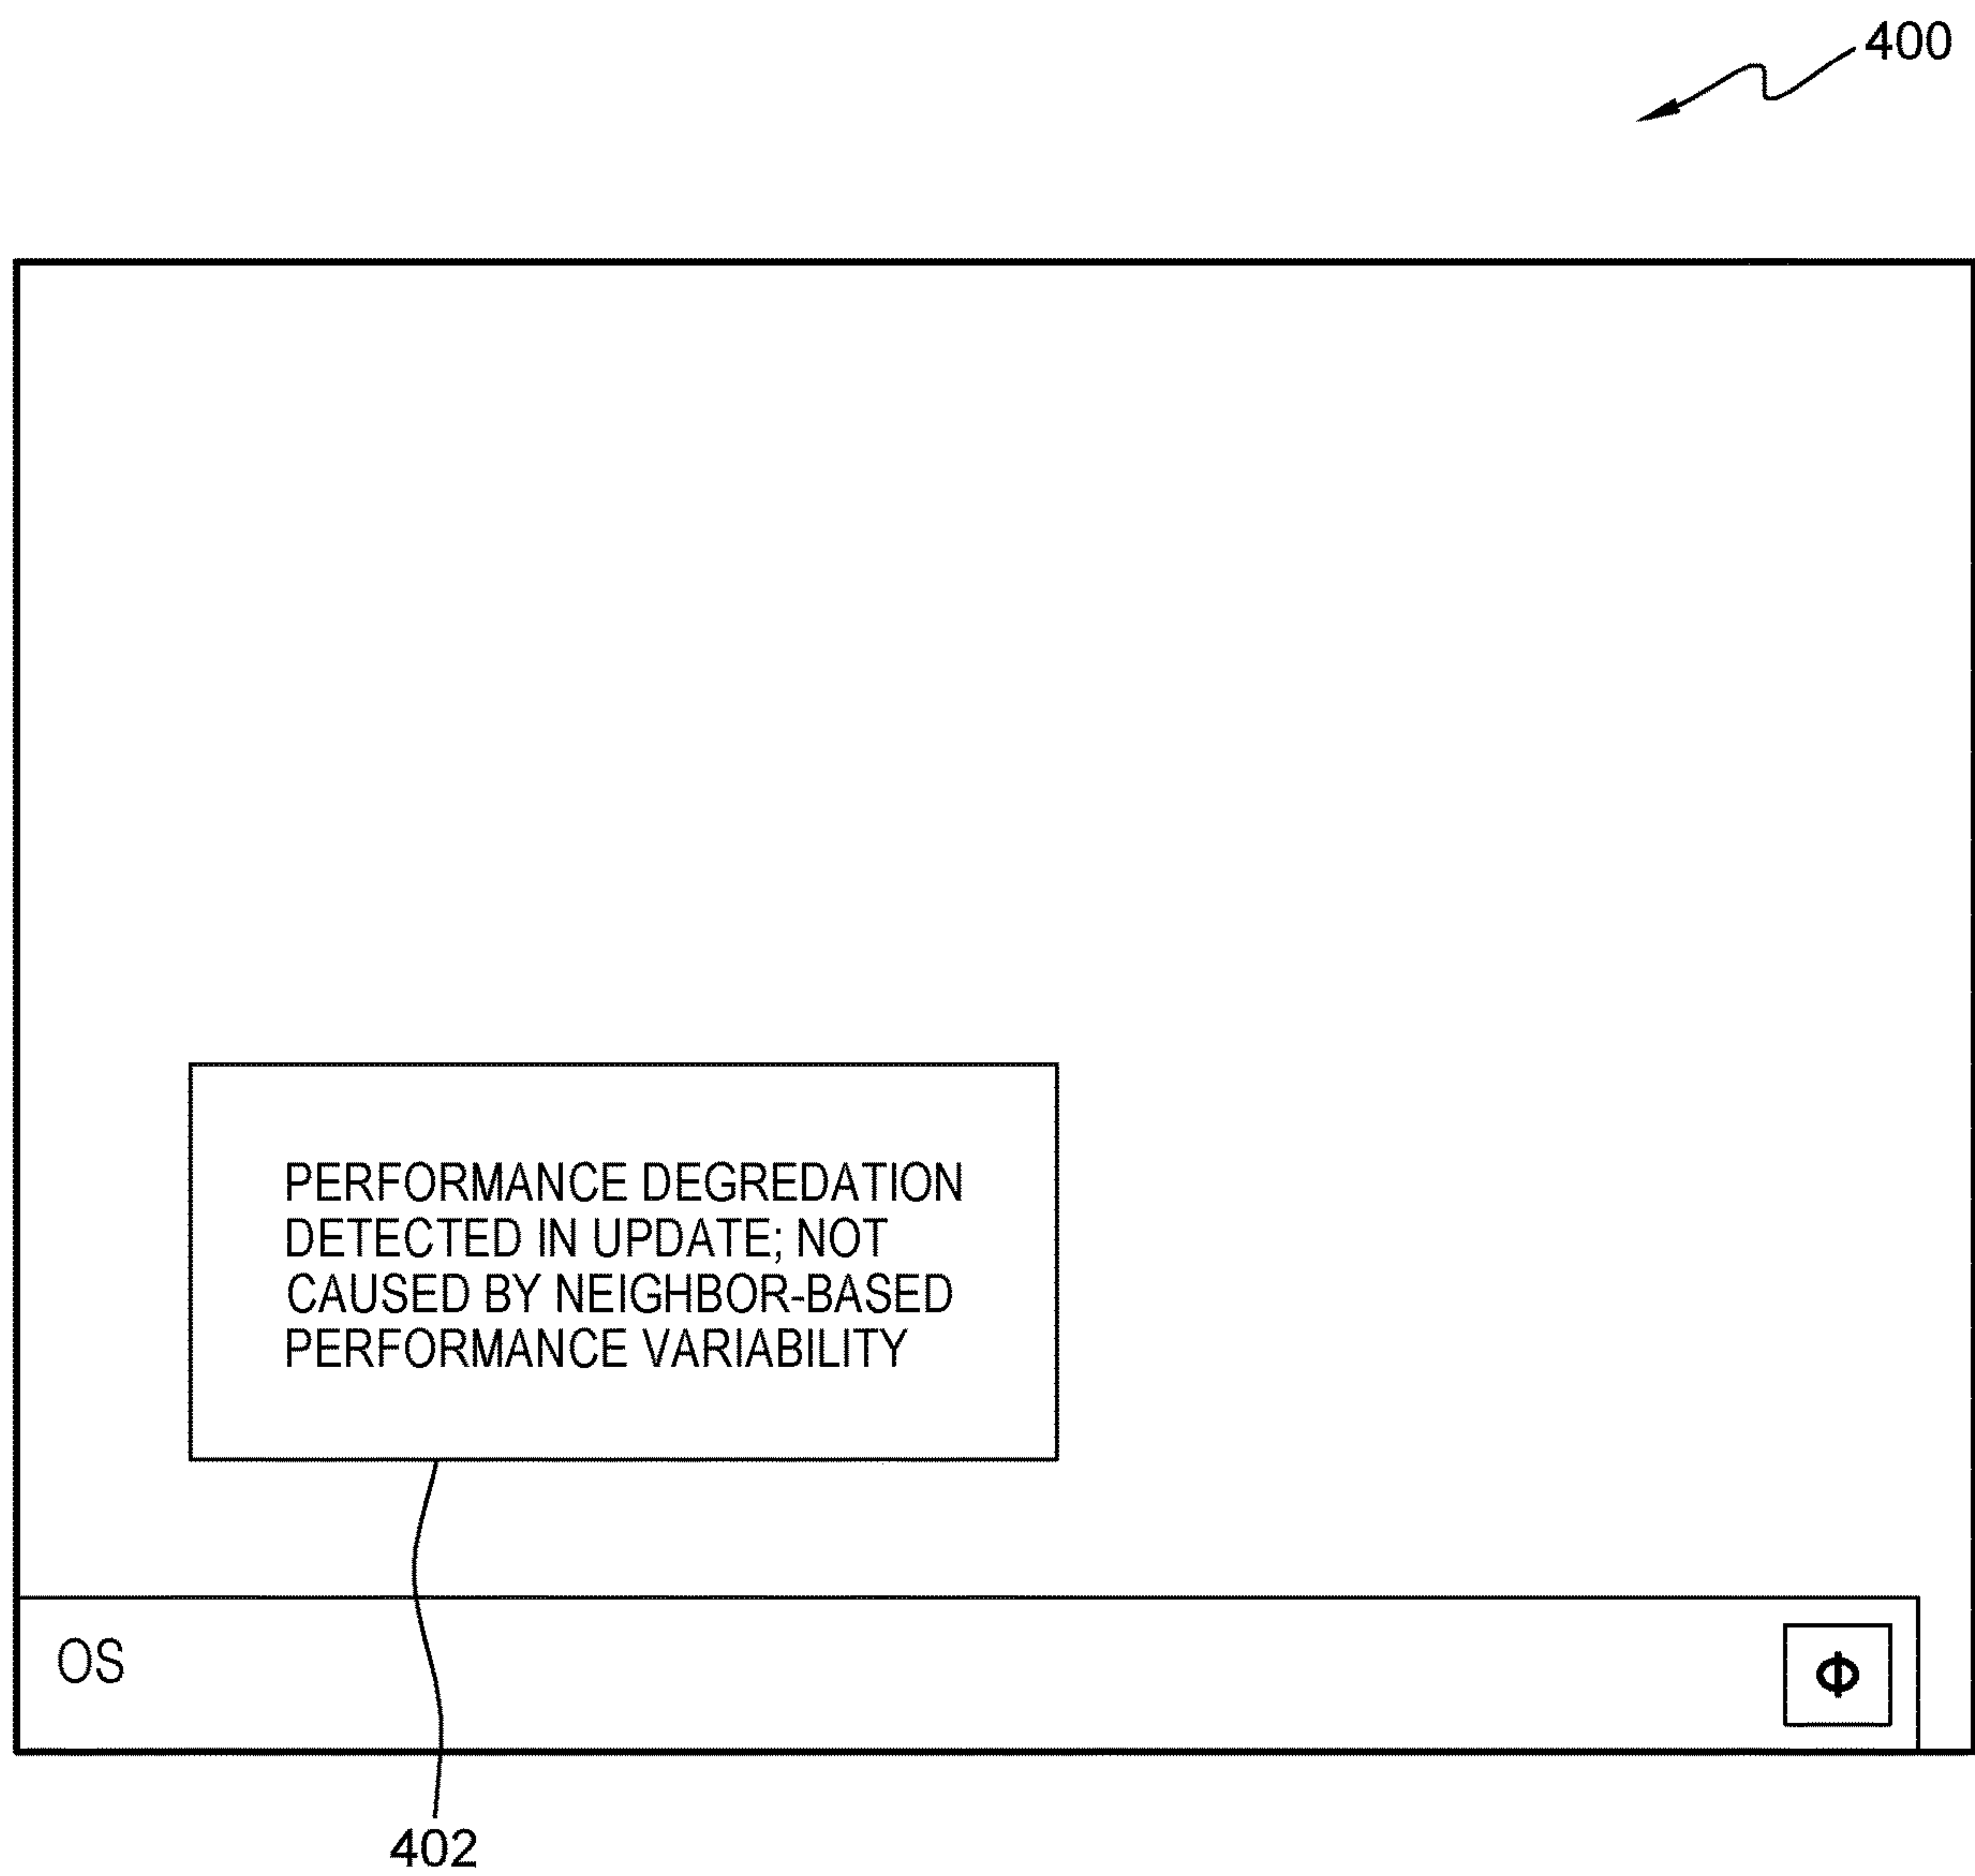 400
PERFORMANCE DEGREDATION
DETECTED IN UPDATE; NOT
CAUSED BY NEIGHBOR-BASED
PERFORMANCE VARIABILITY
OS
Φ
402